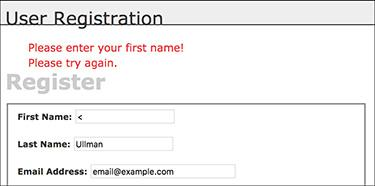 User Registration
Please enter your first name!
Please try again.
Register
First Name: <
Last Name: Ullman
Email Address: email@example.com